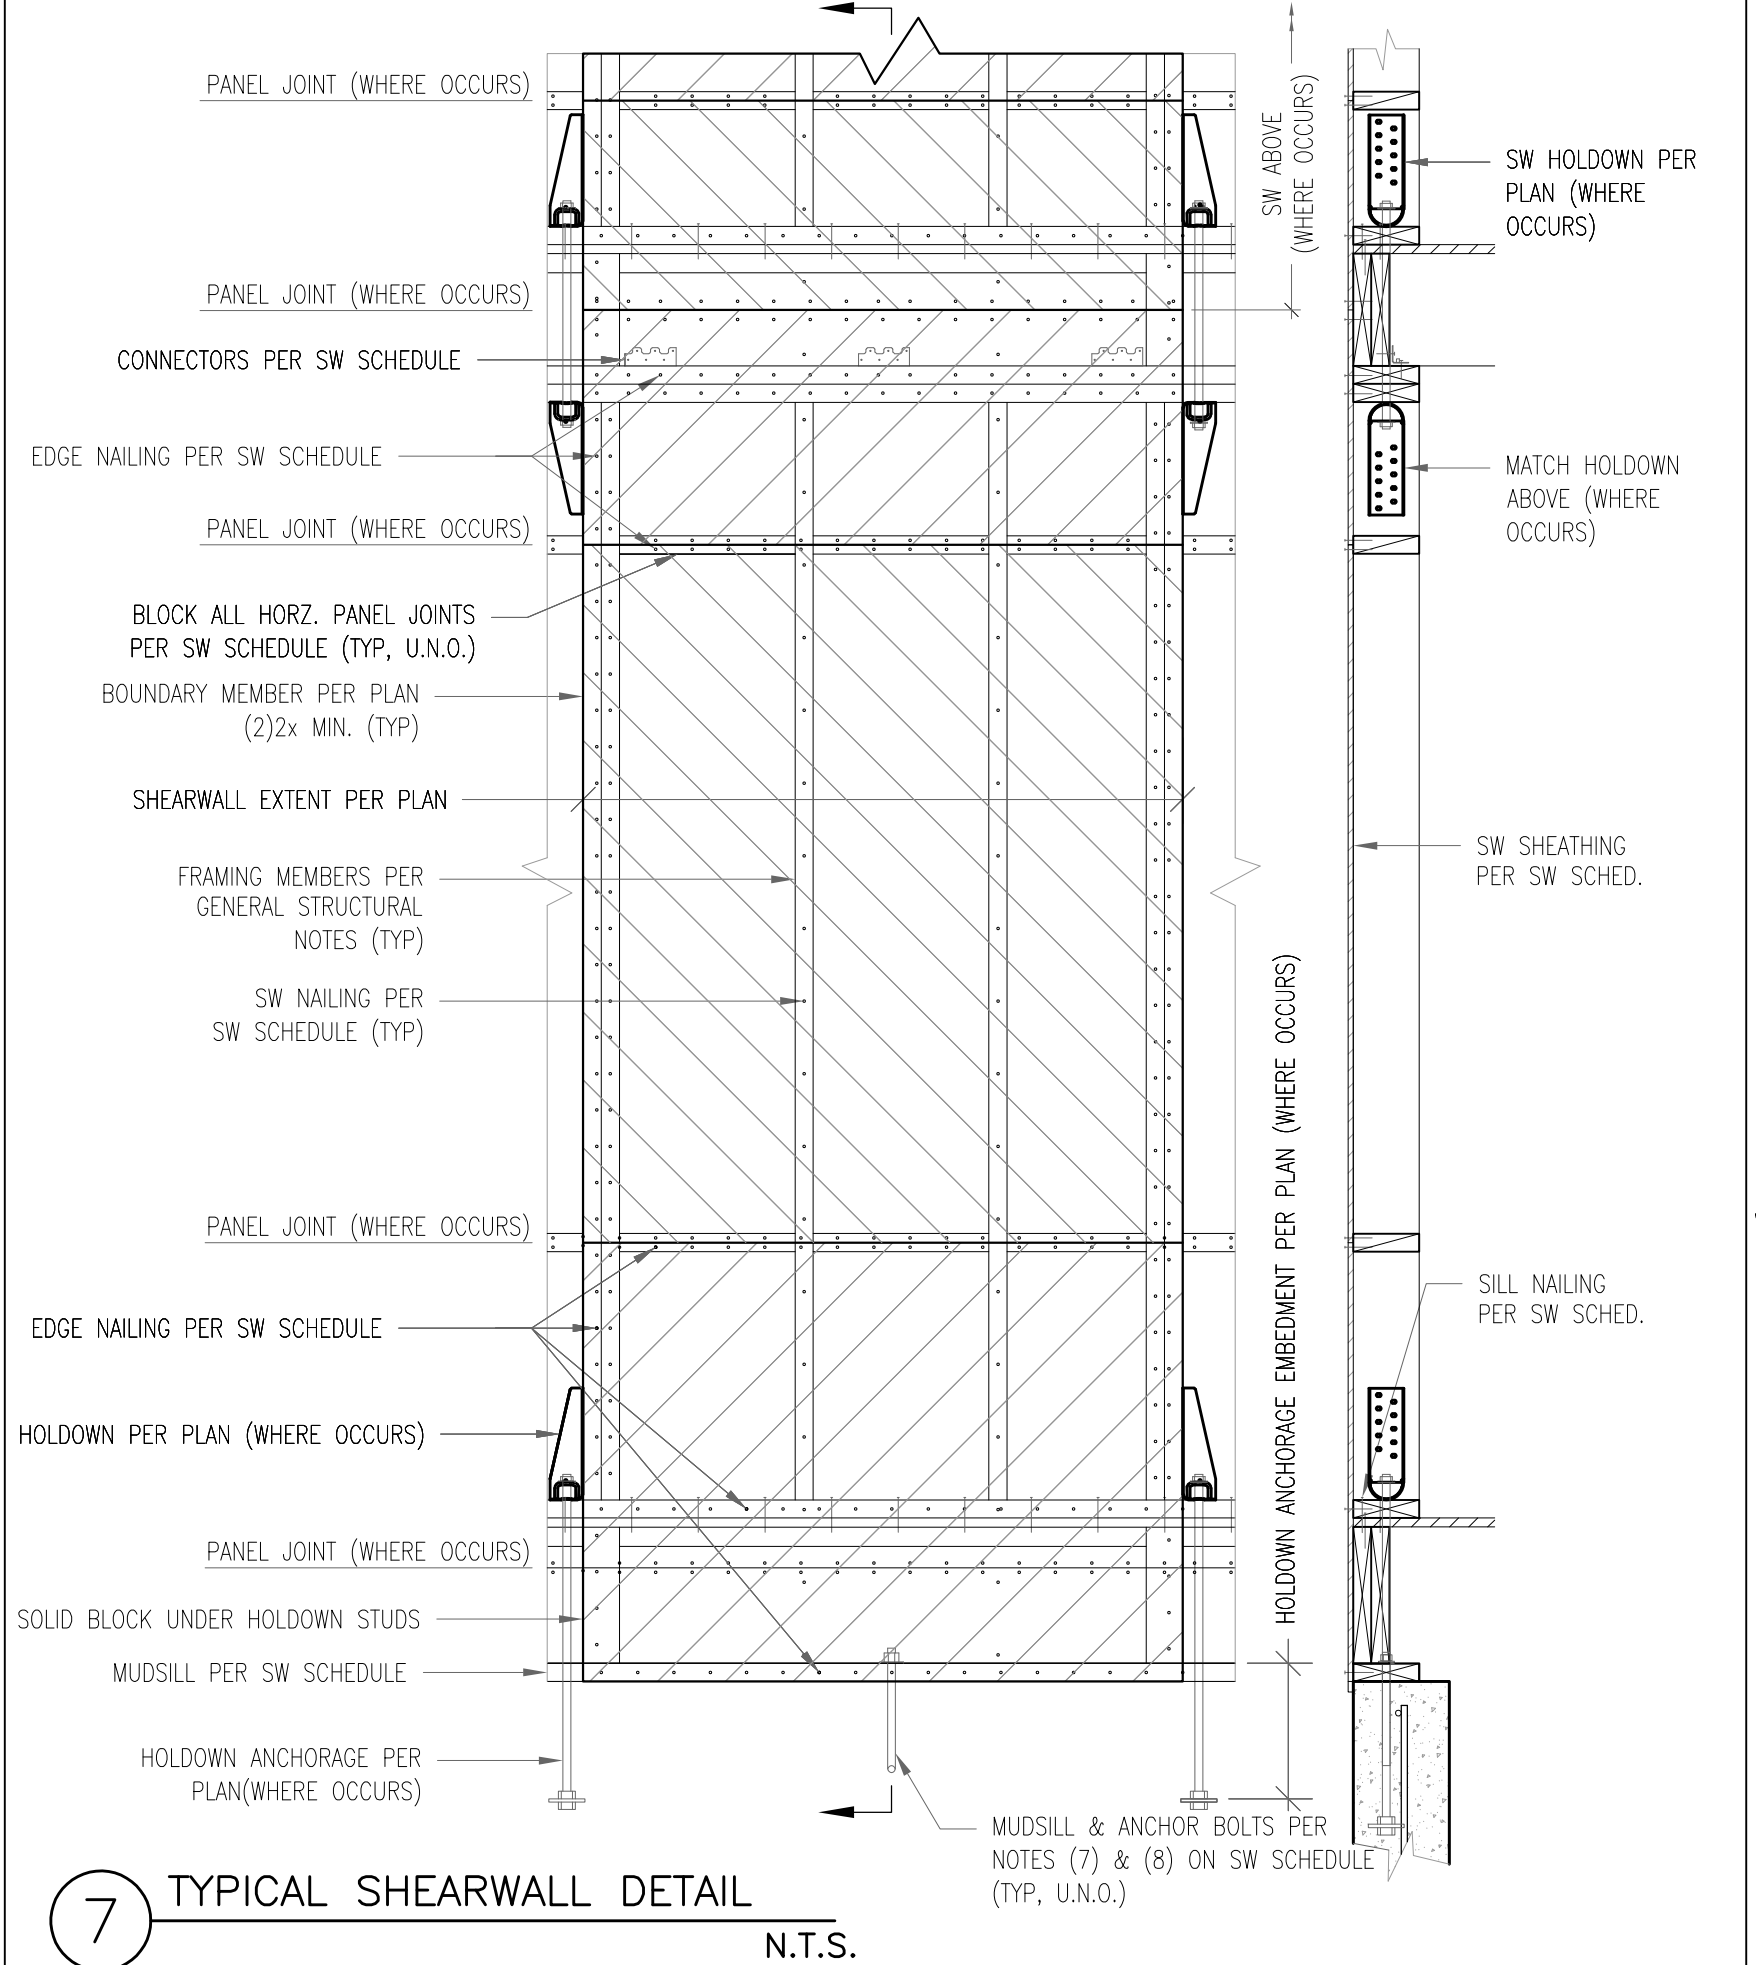 PANEL JOINT (WHERE OCCURS)
SW ABOVE
(WHERE OCCURS)
SW HOLDOWN PER
PLAN (WHERE
OCCURS)
PANEL JOINT (WHERE OCCURS)
CONNECTORS PER SW SCHEDULE
EDGE NAILING PER SW SCHEDULE
MATCH HOLDOWN
ABOVE (WHERE
OCCURS)
PANEL JOINT (WHERE OCCURS)
BLOCK ALL HORZ. PANEL JOINTS
PER SW SCHEDULE (TYP, U.N.O.)
BOUNDARY MEMBER PER PLAN
(2)2x MIN. (TYP)
SHEARWALL EXTENT PER PLAN
SW SHEATHING
PER SW SCHED.
FRAMING MEMBERS PER
GENERAL STRUCTURAL
NOTES (TYP)
SW NAILING PER
SW SCHEDULE (TYP)
HOLDOWN ANCHORAGE EMBEDMENT PER PLAN (WHERE OCCURS)
PANEL JOINT (WHERE OCCURS)
SILL NAILING
PER SW SCHED.
EDGE NAILING PER SW SCHEDULE
HOLDOWN PER PLAN (WHERE OCCURS)
PANEL JOINT (WHERE OCCURS)
SOLID BLOCK UNDER HOLDOWN STUDS
MUDSILL PER SW SCHEDULE
HOLDOWN ANCHORAGE PER
PLAN(WHERE OCCURS)
MUDSILL & ANCHOR BOLTS PER
NOTES (7) & (8) ON SW SCHEDULE
(TYP, U.N.O.)
7 TYPICAL SHEARWALL DETAIL
N.T.S.